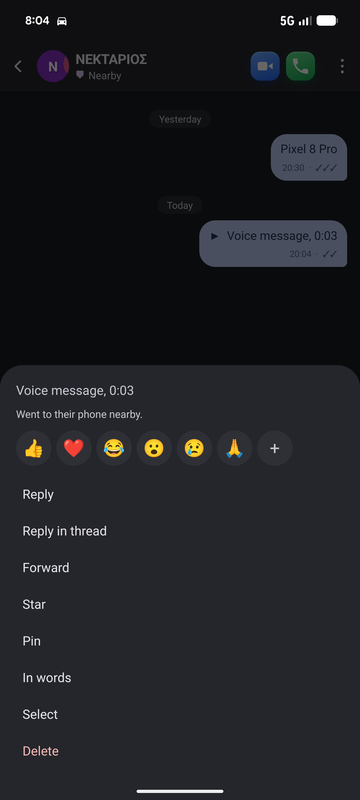 8:04
5G
N
ΝΕΚΤΑΡΙΟΣ
Nearby
Yesterday
Pixel 8 Pro
20:30 · ✓✓✓
Today
▶ Voice message, 0:03
20:04 · ✓✓
Voice message, 0:03
Went to their phone nearby.
Reply
Reply in thread
Forward
Star
Pin
In words
Select
Delete